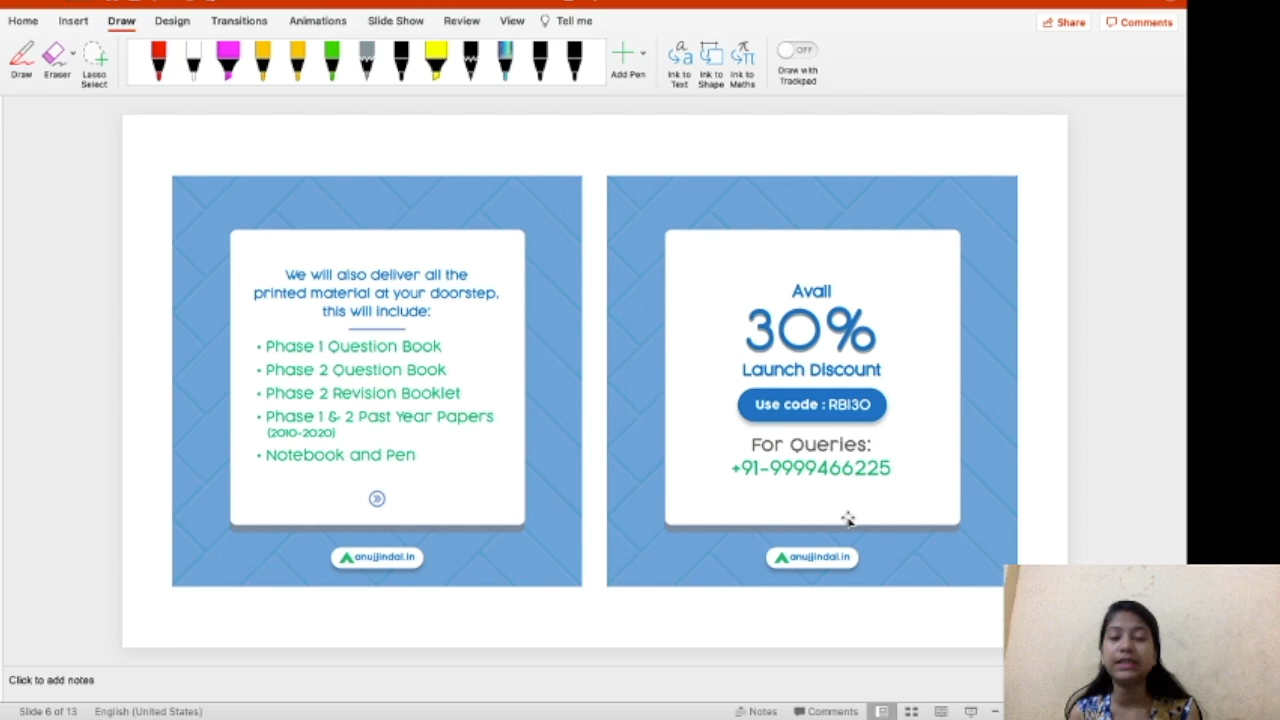 Home Insert Draw Design Transitions Animations Slide Show Review View Tell me
Share Comments
Draw Eraser Lasso Select
Add Pen
Ink to Text Ink to Shape Ink to Maths
OFF
Draw with Trackpad
We will also deliver all the
printed material at your doorstep,
this will include:
• Phase 1 Question Book
• Phase 2 Question Book
• Phase 2 Revision Booklet
• Phase 1 & 2 Past Year Papers
(2010-2020)
• Notebook and Pen
anujjindal.in
Avail
30%
Launch Discount
Use code : RBI30
For Queries:
+91-9999466225
anujjindal.in
Click to add notes
Slide 6 of 13 English (United States) Notes Comments